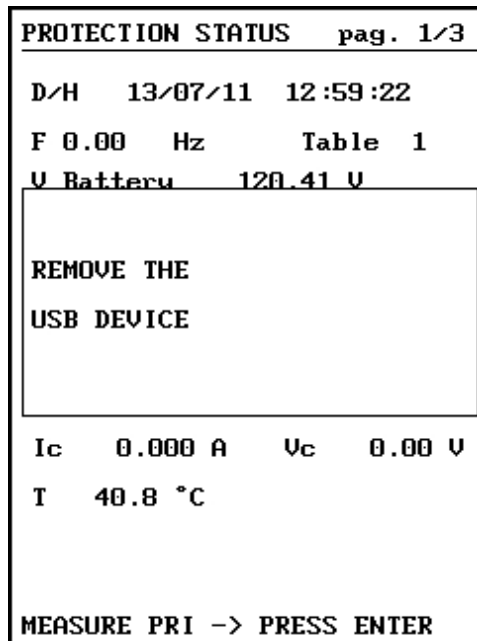 PROTECTION STATUS pag. 1/3
D/H 13/07/11 12:59:22
F 0.00 Hz Table 1
V Battery 120.41 V
REMOVE THE
USB DEVICE
Ic 0.000 A Vc 0.00 V
T 40.8 °C
MEASURE PRI -> PRESS ENTER